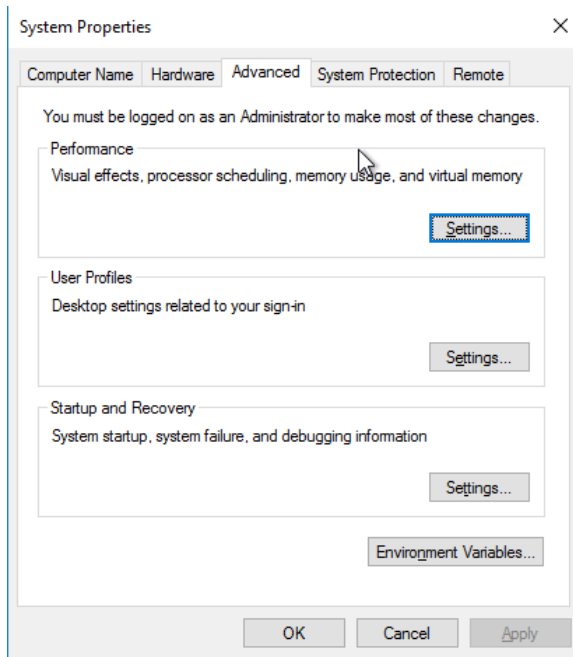 System Properties
Computer Name Hardware Advanced System Protection Remote
You must be logged on as an Administrator to make most of these changes.
Performance
Visual effects, processor scheduling, memory usage, and virtual memory
Settings...
User Profiles
Desktop settings related to your sign-in
Settings...
Startup and Recovery
System startup, system failure, and debugging information
Settings...
Environment Variables...
OK Cancel Apply